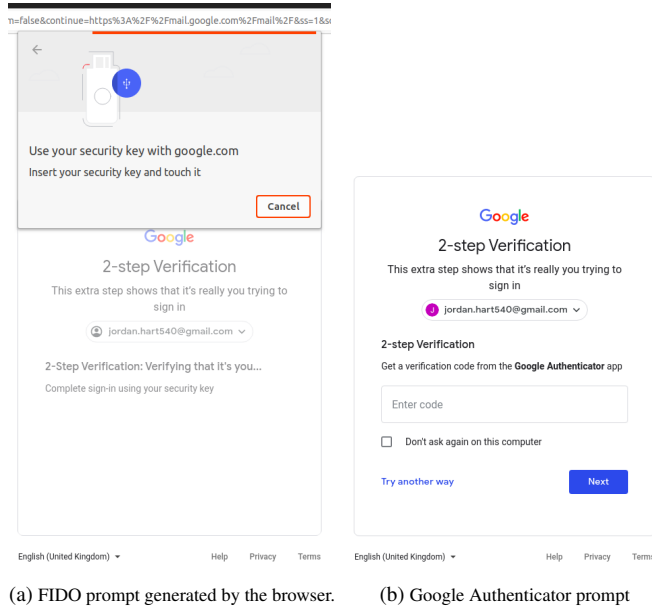 n=false&continue=https%3A%2F%2Fmail.google.com%2Fmail%2F&ss=1&s
Use your security key with google.com
Insert your security key and touch it
Cancel
Google
2-step Verification
This extra step shows that it's really you trying to
sign in
jordan.hart540@gmail.com
2-Step Verification: Verifying that it's you...
Complete sign-in using your security key
English (United Kingdom)
Help Privacy Terms
(a) FIDO prompt generated by the browser.
Google
2-step Verification
This extra step shows that it's really you trying to
sign in
J jordan.hart540@gmail.com
2-step Verification
Get a verification code from the Google Authenticator app
Enter code
Don't ask again on this computer
Try another way Next
English (United Kingdom)
Help Privacy Terms
(b) Google Authenticator prompt